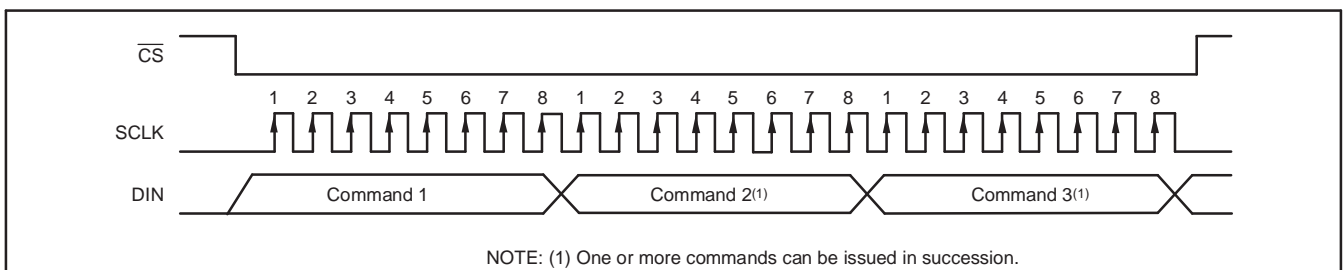 CS
1 2 3 4 5 6 7 8 1 2 3 4 5 6 7 8 1 2 3 4 5 6 7 8
SCLK
DIN Command 1 Command 2(1) Command 3(1)
NOTE: (1) One or more commands can be issued in succession.